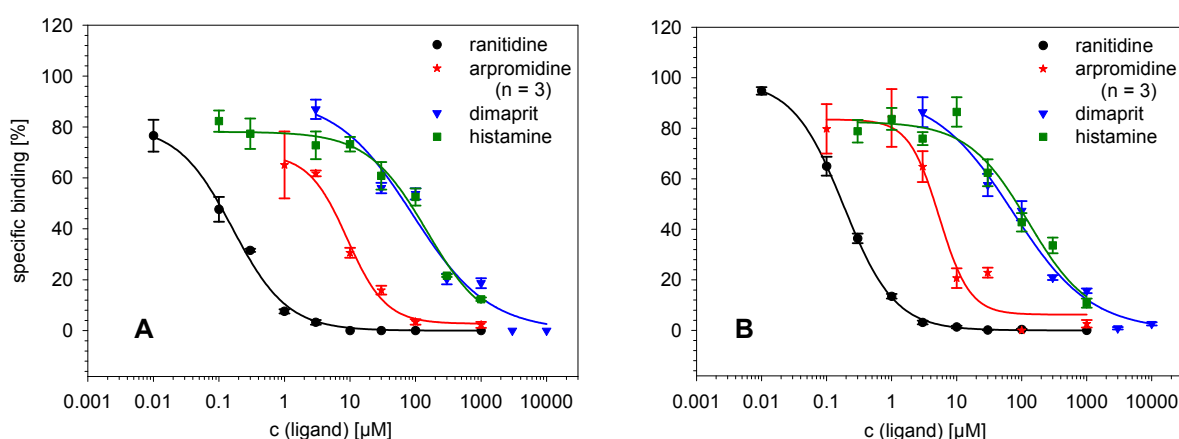 120
100
80
60
40
20
0
specific binding [%]
ranitidine
arpromidine
(n = 3)
dimaprit
histamine
A
0.001 0.01 0.1 1 10 100 1000 10000
c (ligand) [µM]
120
100
80
60
40
20
0
ranitidine
arpromidine
(n = 3)
dimaprit
histamine
B
0.001 0.01 0.1 1 10 100 1000 10000
c (ligand) [µM]